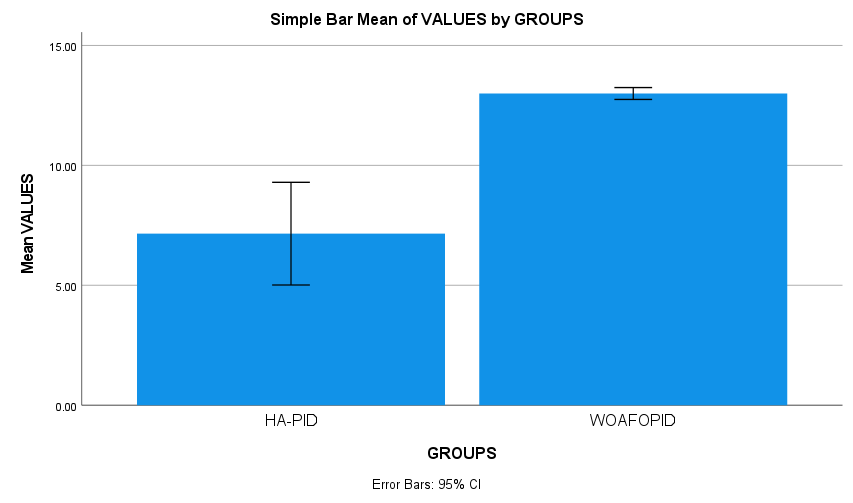 Simple Bar Mean of VALUES by GROUPS
15.00
10.00
5.00
0.00
Mean VALUES
HA-PID
WOAFOPID
GROUPS
Error Bars: 95% CI